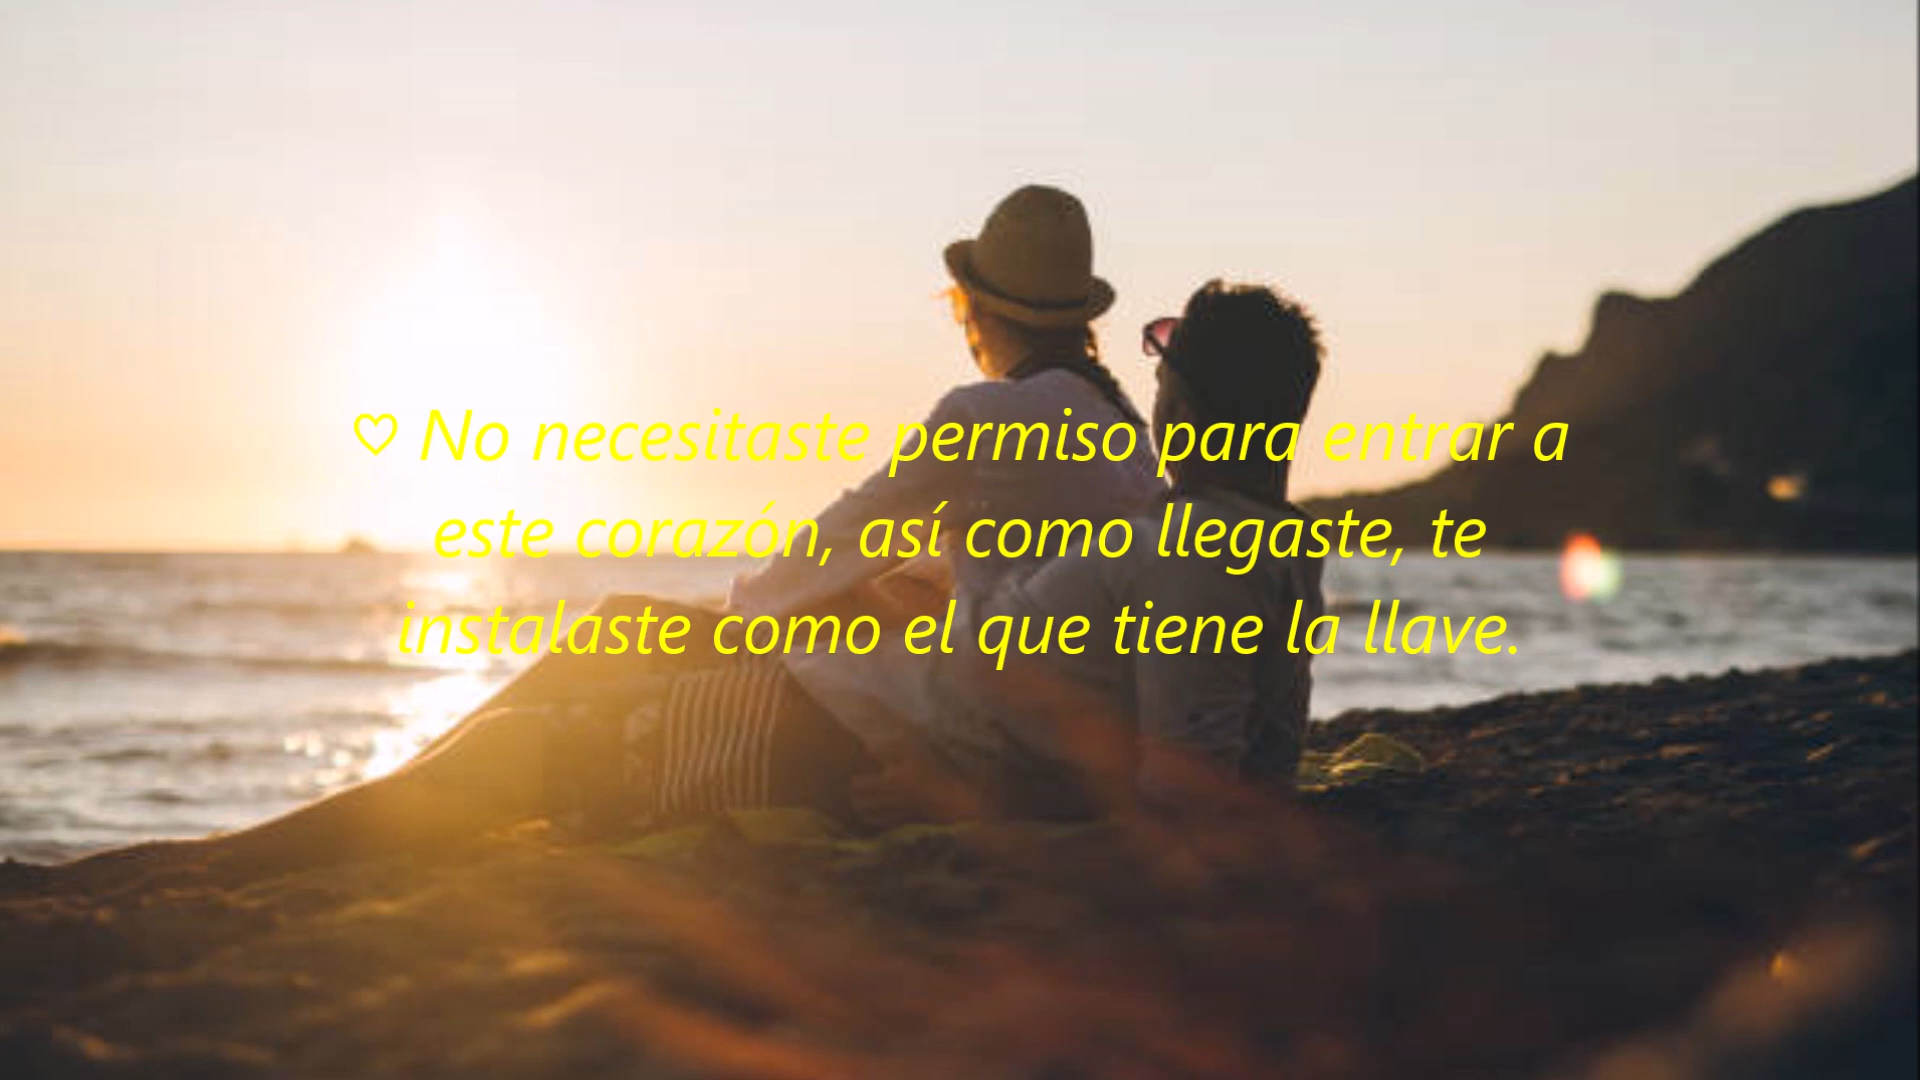 ♡ No necesitaste permiso para entrar a
este corazón, así como llegaste, te
instalaste como el que tiene la llave.